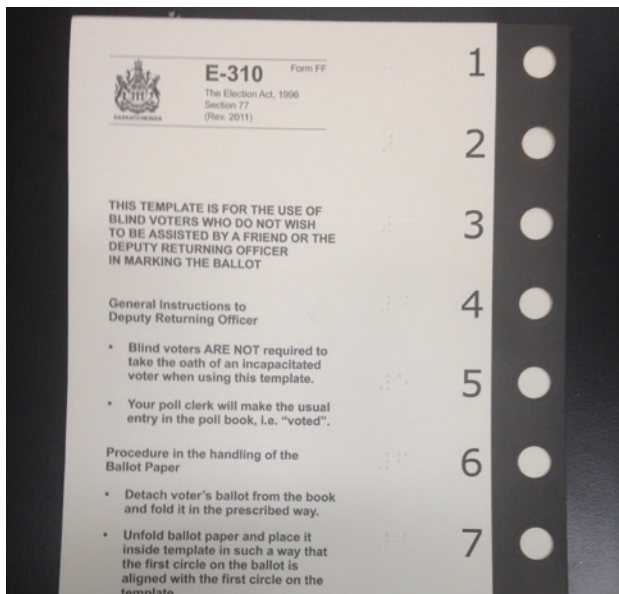 E-310
Form FF
The Election Act, 1996
Section 77
(Rev. 2011)
SASKATCHEWAN
THIS TEMPLATE IS FOR THE USE OF
BLIND VOTERS WHO DO NOT WISH
TO BE ASSISTED BY A FRIEND OR THE
DEPUTY RETURNING OFFICER
IN MARKING THE BALLOT
General Instructions to
Deputy Returning Officer
• Blind voters ARE NOT required to
take the oath of an incapacitated
voter when using this template.
• Your poll clerk will make the usual
entry in the poll book, i.e. “voted”.
Procedure in the handling of the
Ballot Paper
• Detach voter’s ballot from the book
and fold it in the prescribed way.
• Unfold ballot paper and place it
inside template in such a way that
the first circle on the ballot is
aligned with the first circle on the
template
1
2
3
4
5
6
7